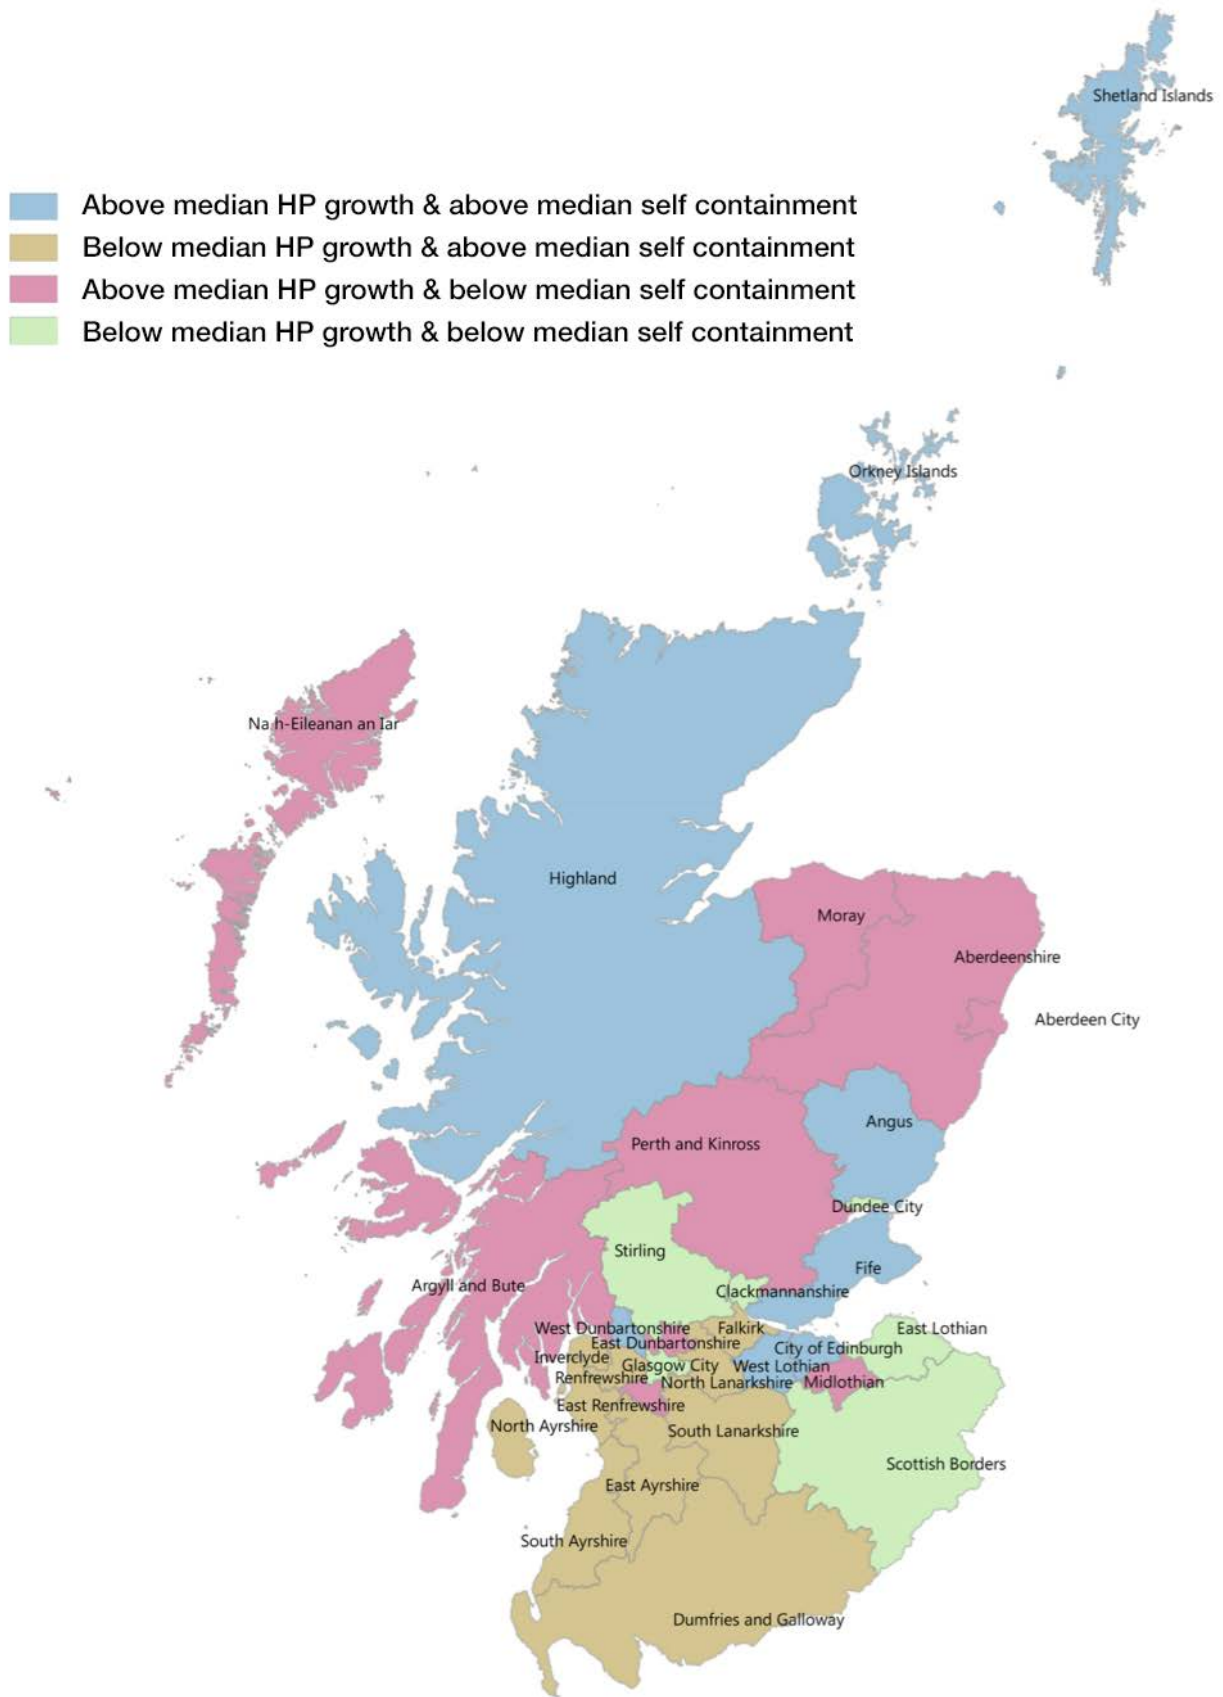 Shetland Islands
Above median HP growth & above median self containment
Below median HP growth & above median self containment
Above median HP growth & below median self containment
Below median HP growth & below median self containment
Orkney Islands
Na h-Eileanan an Iar
Highland
Moray
Aberdeenshire
Aberdeen City
Angus
Perth and Kinross
Dundee City
Stirling
Fife
Argyll and Bute
Clackmannanshire
West Dunbartonshire
Falkirk
East Lothian
East Dunbartonshire
City of Edinburgh
Inverclyde
Glasgow City
West Lothian
Renfrewshire
North Lanarkshire
Midlothian
East Renfrewshire
North Ayrshire
South Lanarkshire
Scottish Borders
East Ayrshire
South Ayrshire
Dumfries and Galloway